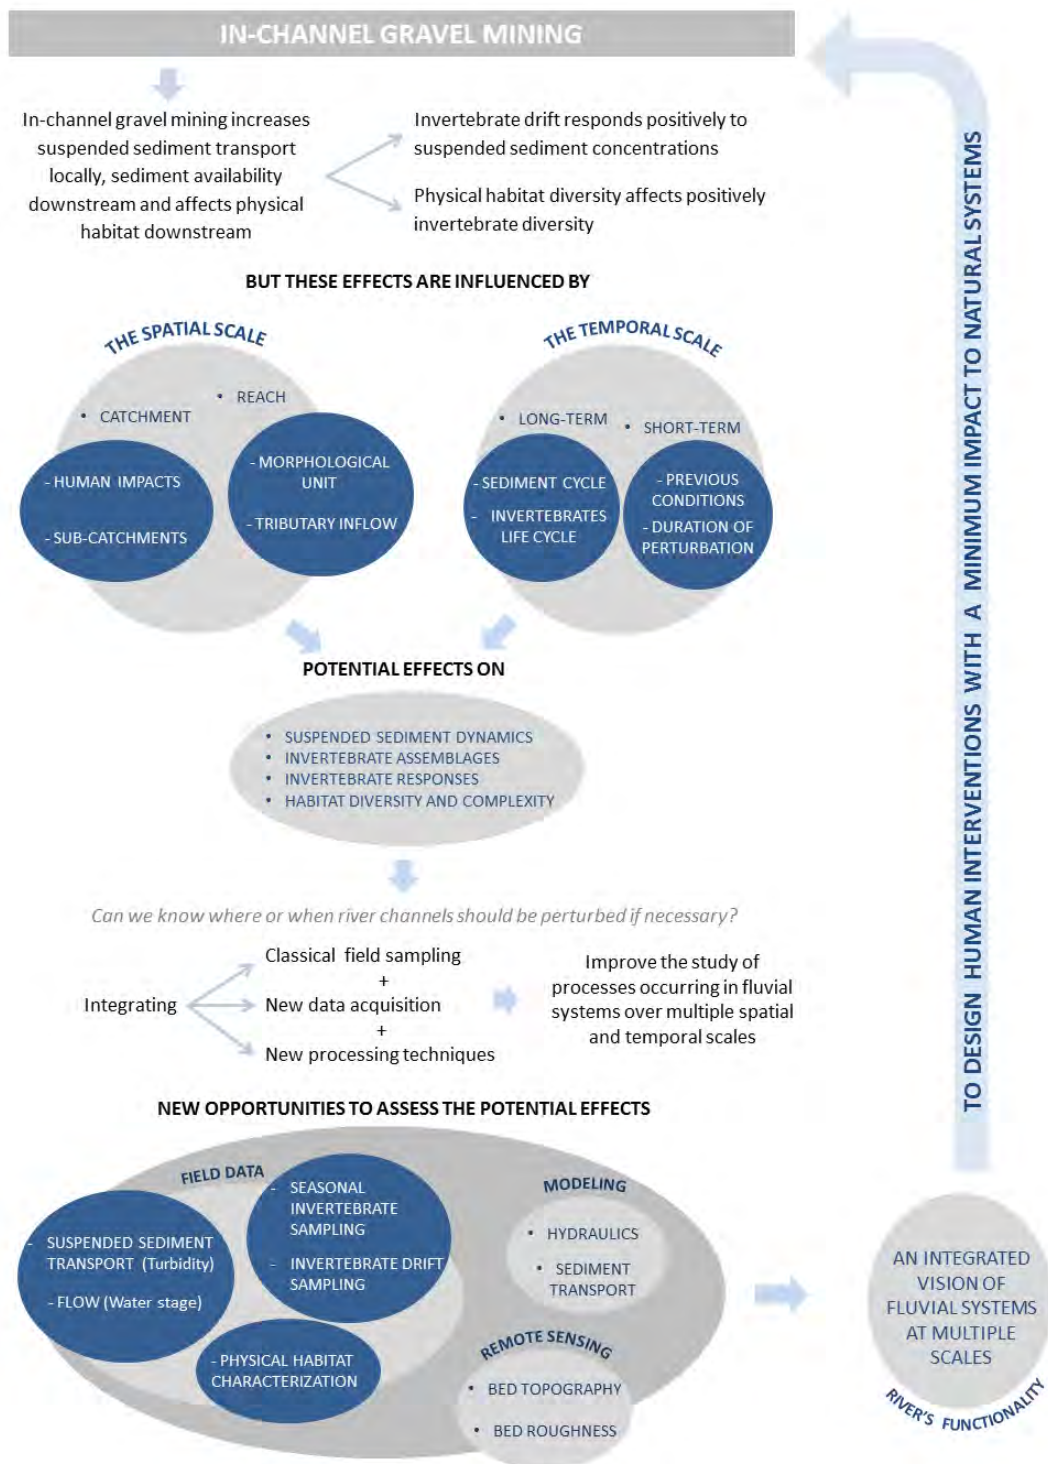 IN-CHANNEL GRAVEL MINING
In-channel gravel mining increases
suspended sediment transport
locally, sediment availability
downstream and affects physical
habitat downstream
Invertebrate drift responds positively to
suspended sediment concentrations
Physical habitat diversity affects positively
invertebrate diversity
BUT THESE EFFECTS ARE INFLUENCED BY
THE SPATIAL SCALE
• REACH
• CATCHMENT
- HUMAN IMPACTS
- SUB-CATCHMENTS
- MORPHOLOGICAL
UNIT
- TRIBUTARY INFLOW
THE TEMPORAL SCALE
• LONG-TERM
• SHORT-TERM
- SEDIMENT CYCLE
- INVERTEBRATES
LIFE CYCLE
- PREVIOUS
CONDITIONS
- DURATION OF
PERTURBATION
POTENTIAL EFFECTS ON
• SUSPENDED SEDIMENT DYNAMICS
• INVERTEBRATE ASSEMBLAGES
• INVERTEBRATE RESPONSES
• HABITAT DIVERSITY AND COMPLEXITY
Can we know where or when river channels should be perturbed if necessary?
Integrating
Classical field sampling
+
New data acquisition
+
New processing techniques
Improve the study of
processes occurring in fluvial
systems over multiple spatial
and temporal scales
NEW OPPORTUNITIES TO ASSESS THE POTENTIAL EFFECTS
FIELD DATA
- SUSPENDED SEDIMENT
TRANSPORT (Turbidity)
- FLOW (Water stage)
- SEASONAL
INVERTEBRATE
SAMPLING
- INVERTEBRATE DRIFT
SAMPLING
- PHYSICAL HABITAT
CHARACTERIZATION
MODELING
• HYDRAULICS
• SEDIMENT
TRANSPORT
REMOTE SENSING
• BED TOPOGRAPHY
• BED ROUGHNESS
AN INTEGRATED
VISION OF
FLUVIAL SYSTEMS
AT MULTIPLE
SCALES
RIVER'S FUNCTIONALITY
TO DESIGN HUMAN INTERVENTIONS WITH A MINIMUM IMPACT TO NATURAL SYSTEMS